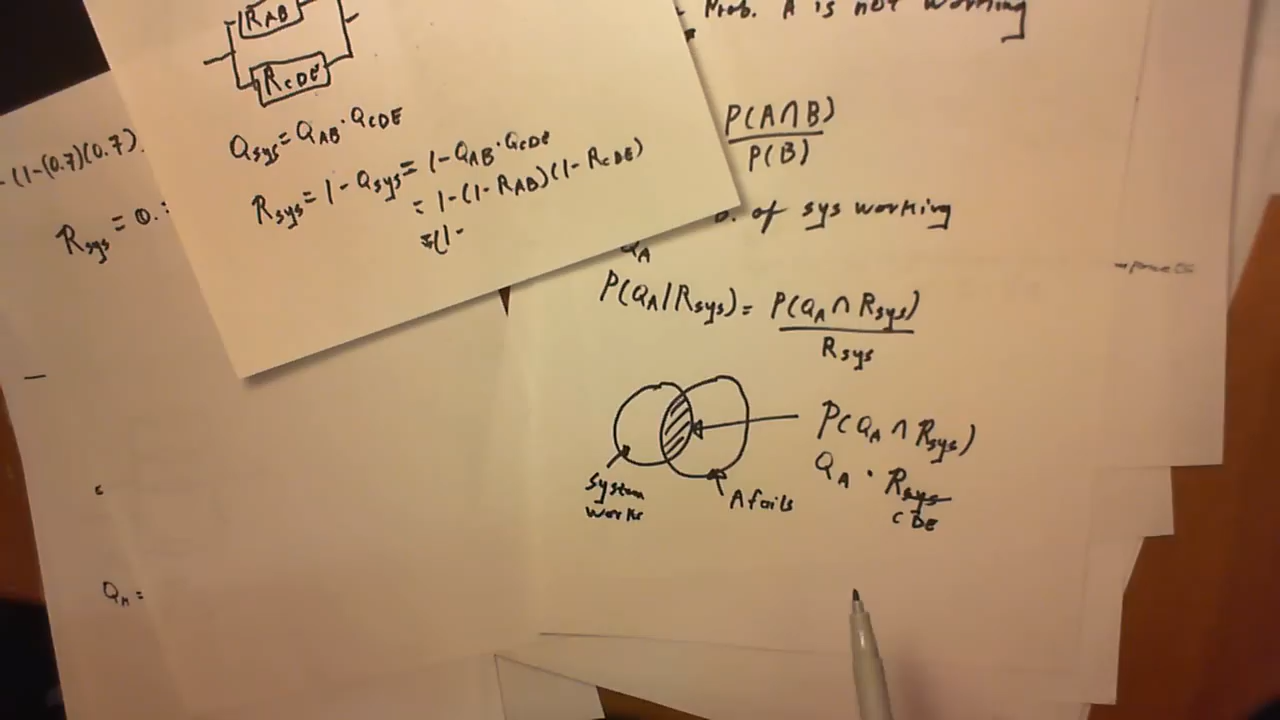 RAB
RCDE
Qsys = QAB · QCDE
Rsys = 1 - Qsys = 1 - QAB · QCDE
= 1 - (1 - RAB)(1 - RCDE)
= (1 -
- (1-(0.7)(0.7).
Rsys = 0.
QA =
Prob. A is not working
P(A∩B)
P(B)
of sys working
QA
P(QA/Rsys) = P(QA ∩ Rsys)
Rsys
P(QA ∩ Rsys)
QA · Rsys
CDE
System
works
A fails